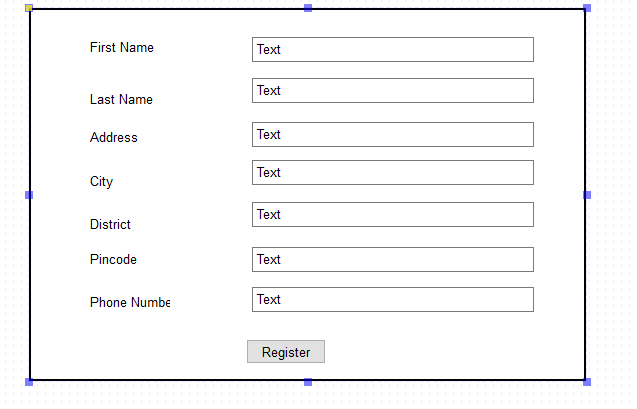 First Name Text
Last Name Text
Address Text
City Text
District Text
Pincode Text
Phone Numbe Text
Register